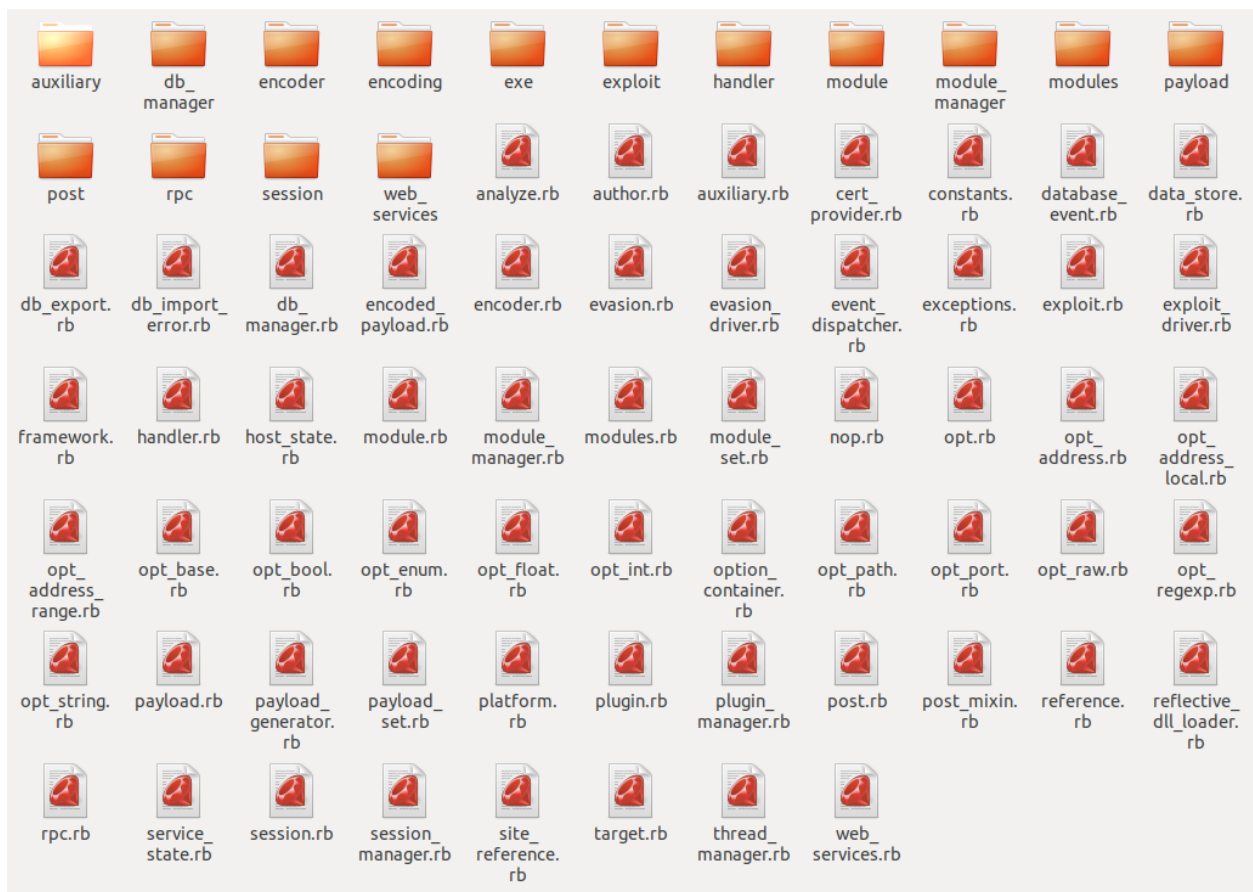 auxiliary db_ encoder encoding exe exploit handler module module_ modules payload
manager manager
post rpc session web_ analyze.rb author.rb auxiliary.rb cert_ constants. database_ data_store.
services provider.rb rb event.rb rb
db_export. db_import_ db_ encoded_ encoder.rb evasion.rb evasion_ event_ exceptions. exploit.rb exploit_
rb error.rb manager.rb payload.rb driver.rb dispatcher. rb driver.rb
rb
framework. handler.rb host_state. module.rb module_ modules.rb module_ nop.rb opt.rb opt_ opt_
rb rb manager.rb set.rb address.rb address_
local.rb
opt_ opt_base. opt_bool. opt_enum. opt_float. opt_int.rb option_ opt_path. opt_port. opt_raw.rb opt_
address_ rb rb rb rb container. rb rb regexp.rb
range.rb rb
opt_string. payload.rb payload_ payload_ platform. plugin.rb plugin_ post.rb post_mixin. reference. reflective_
rb generator. set.rb rb manager.rb rb rb dll_loader.
rb rb
rpc.rb service_ session.rb session_ site_ target.rb thread_ web_
state.rb manager.rb reference. manager.rb services.rb
rb